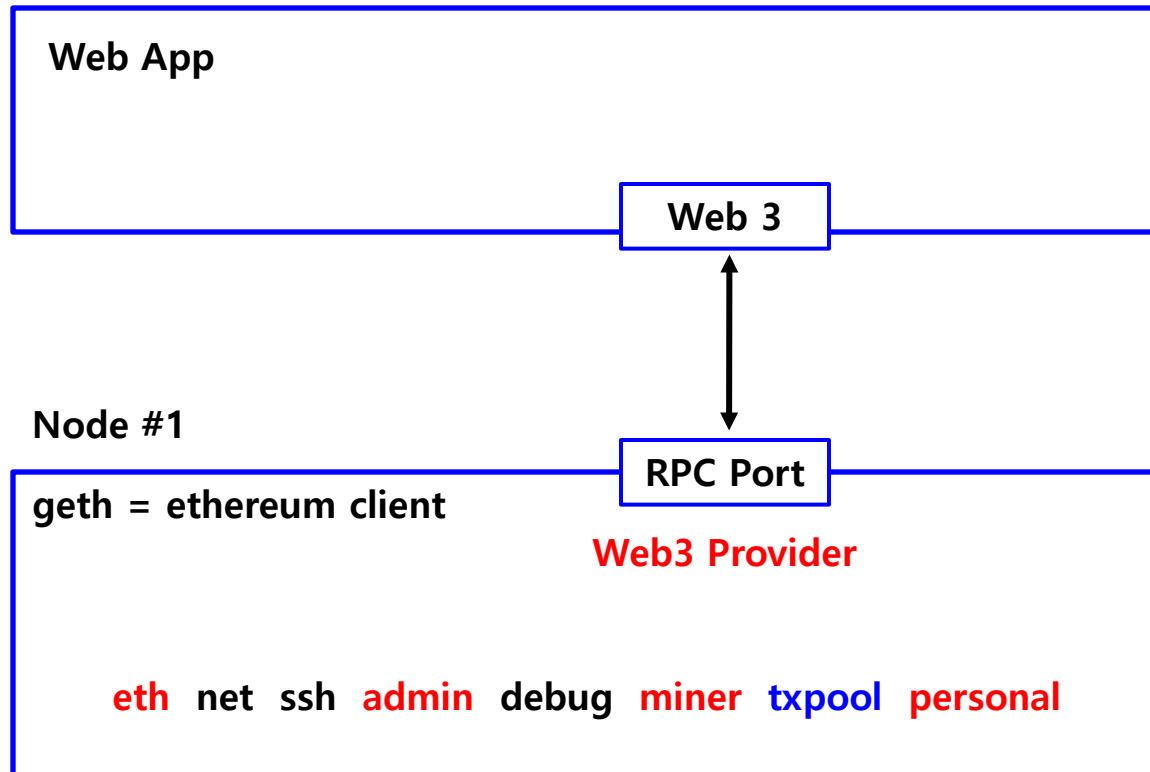 Web App
Web 3
Node #1
RPC Port
geth = ethereum client
Web3 Provider
eth net ssh admin debug miner txpool personal